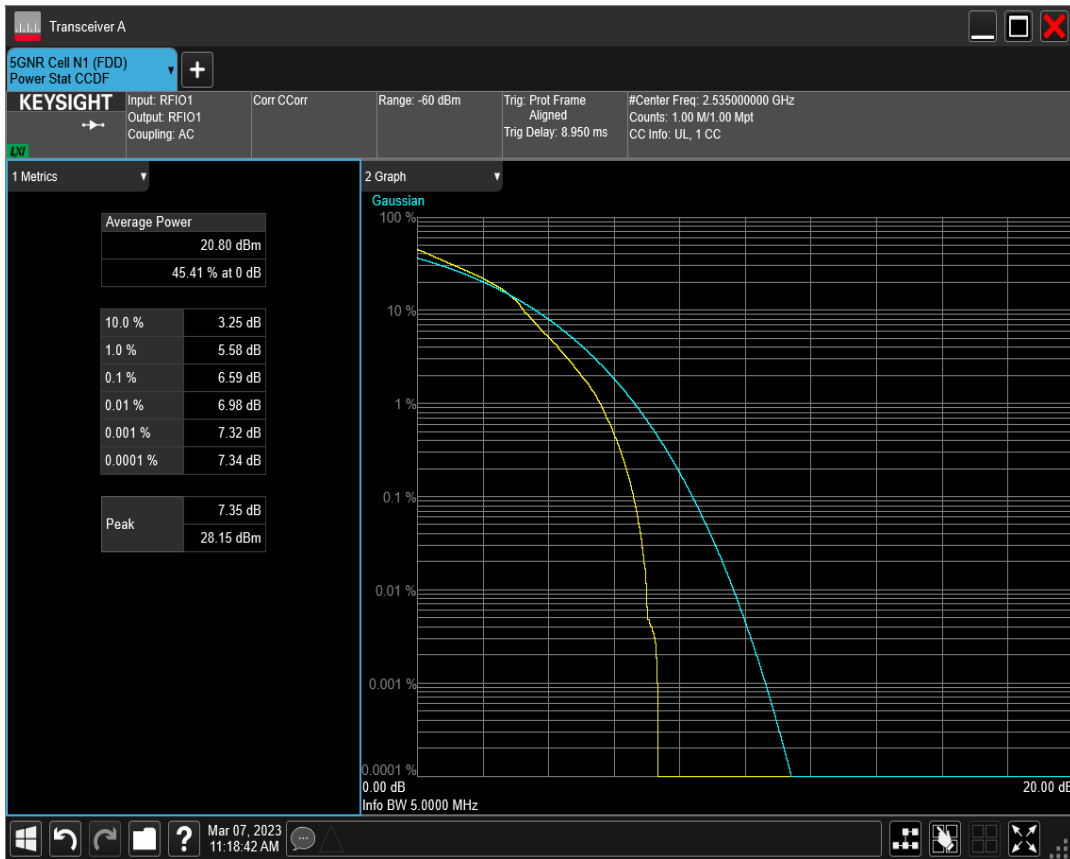 Transceiver A
5GNR Cell N1 (FDD)
Power Stat CCDF
+
KEYSIGHT
LXI
Input: RFIO1
Output: RFIO1
Coupling: AC
Corr CCorr
Range: -60 dBm
Trig: Prot Frame
Aligned
Trig Delay: 8.950 ms
#Center Freq: 2.535000000 GHz
Counts: 1.00 M/1.00 Mpt
CC Info: UL, 1 CC
1 Metrics
Average Power
20.80 dBm
45.41 % at 0 dB
10.0 % 3.25 dB
1.0 % 5.58 dB
0.1 % 6.59 dB
0.01 % 6.98 dB
0.001 % 7.32 dB
0.0001 % 7.34 dB
Peak
7.35 dB
28.15 dBm
2 Graph
Gaussian
100 %
10 %
1 %
0.1 %
0.01 %
0.001 %
0.0001 %
0.00 dB 20.00 dB
Info BW 5.0000 MHz
?
Mar 07, 2023
11:18:42 AM